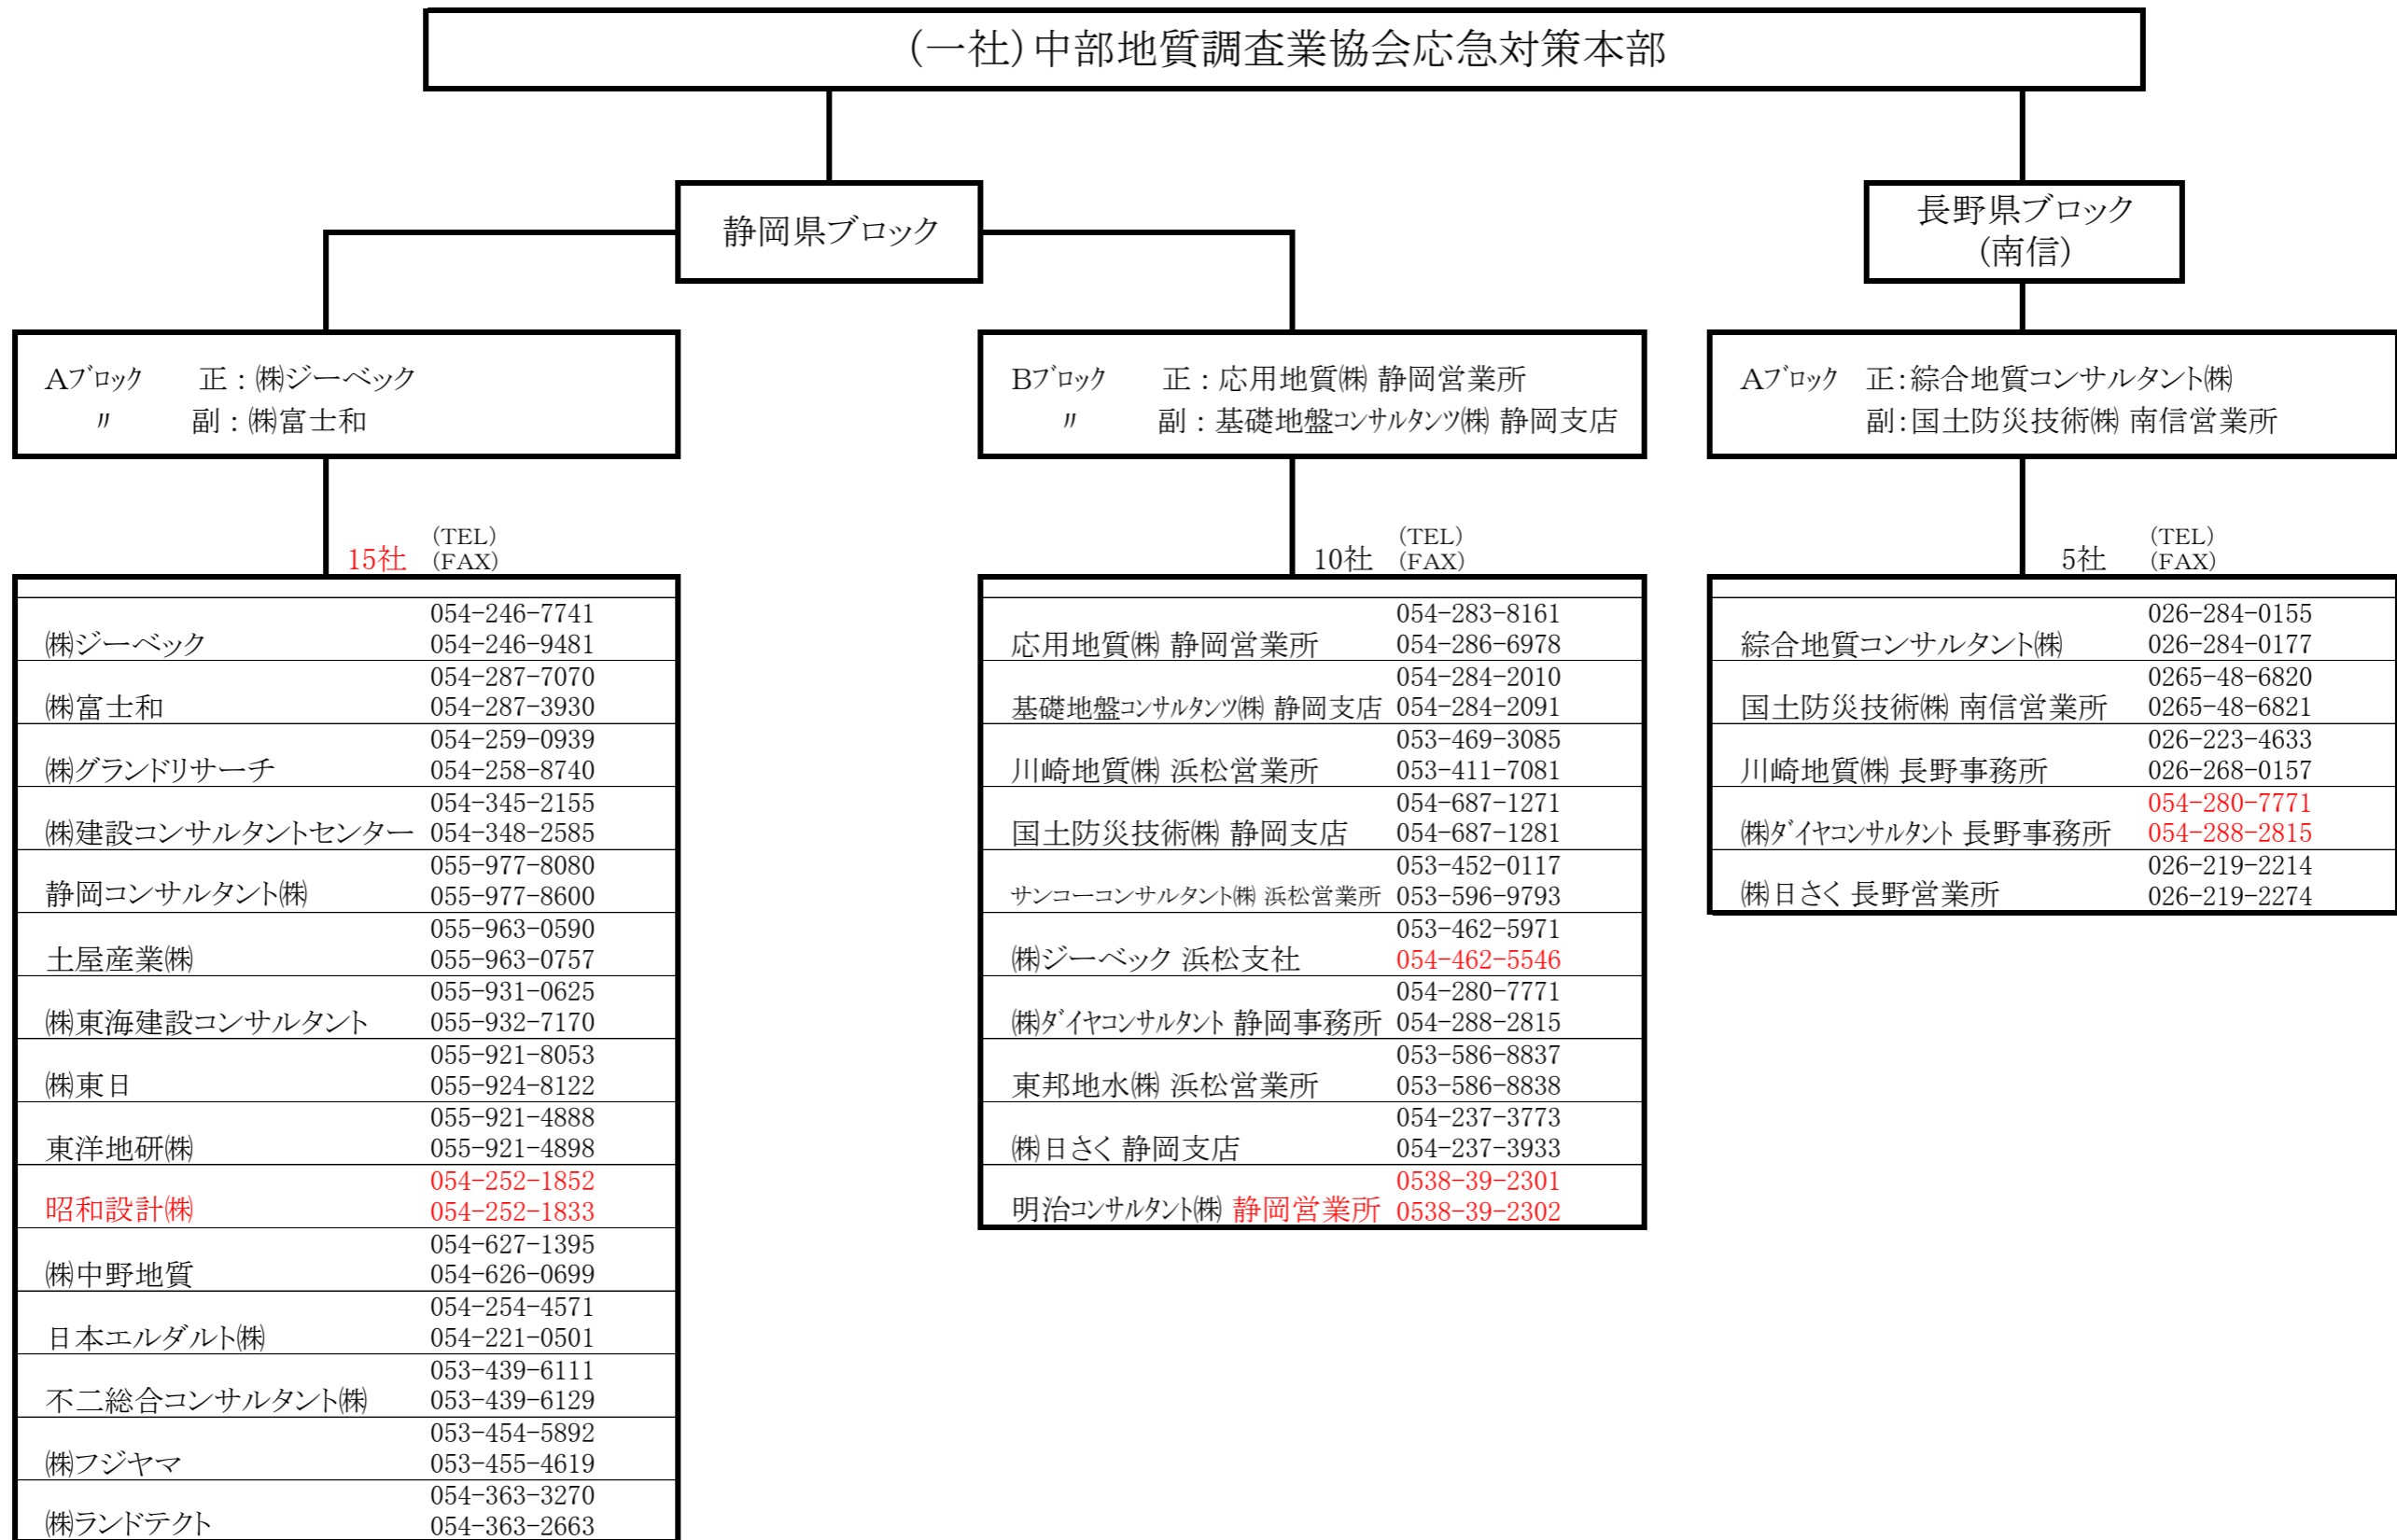 (一社)中部地質調査業協会応急対策本部
静岡県ブロック
長野県ブロック
(南信)
Aブロック 正：㈱ジーベック
〃 副：㈱富士和
Bブロック 正：応用地質㈱ 静岡営業所
〃 副：基礎地盤コンサルタンツ㈱ 静岡支店
Aブロック 正：綜合地質コンサルタント㈱
副：国土防災技術㈱ 南信営業所
(TEL)
15社 (FAX)
054-246-7741
㈱ジーベック 054-246-9481
054-287-7070
㈱富士和 054-287-3930
054-259-0939
㈱グランドリサーチ 054-258-8740
054-345-2155
㈱建設コンサルタントセンター 054-348-2585
055-977-8080
静岡コンサルタント㈱ 055-977-8600
055-963-0590
土屋産業㈱ 055-963-0757
055-931-0625
㈱東海建設コンサルタント 055-932-7170
055-921-8053
㈱東日 055-924-8122
055-921-4888
東洋地研㈱ 055-921-4898
054-252-1852
昭和設計㈱ 054-252-1833
054-627-1395
㈱中野地質 054-626-0699
054-254-4571
日本エルダルト㈱ 054-221-0501
053-439-6111
不二総合コンサルタント㈱ 053-439-6129
053-454-5892
㈱フジヤマ 053-455-4619
054-363-3270
㈱ランドテクト 054-363-2663
(TEL)
10社 (FAX)
054-283-8161
応用地質㈱ 静岡営業所 054-286-6978
054-284-2010
基礎地盤コンサルタンツ㈱ 静岡支店 054-284-2091
053-469-3085
川崎地質㈱ 浜松営業所 053-411-7081
054-687-1271
国土防災技術㈱ 静岡支店 054-687-1281
053-452-0117
サンコーコンサルタント㈱ 浜松営業所 053-596-9793
053-462-5971
㈱ジーベック 浜松支社 054-462-5546
054-280-7771
㈱ダイヤコンサルタント 静岡事務所 054-288-2815
053-586-8837
東邦地水㈱ 浜松営業所 053-586-8838
054-237-3773
㈱日さく 静岡支店 054-237-3933
0538-39-2301
明治コンサルタント㈱ 静岡営業所 0538-39-2302
(TEL)
5社 (FAX)
026-284-0155
綜合地質コンサルタント㈱ 026-284-0177
0265-48-6820
国土防災技術㈱ 南信営業所 0265-48-6821
026-223-4633
川崎地質㈱ 長野事務所 026-268-0157
054-280-7771
㈱ダイヤコンサルタント 長野事務所 054-288-2815
026-219-2214
㈱日さく 長野営業所 026-219-2274